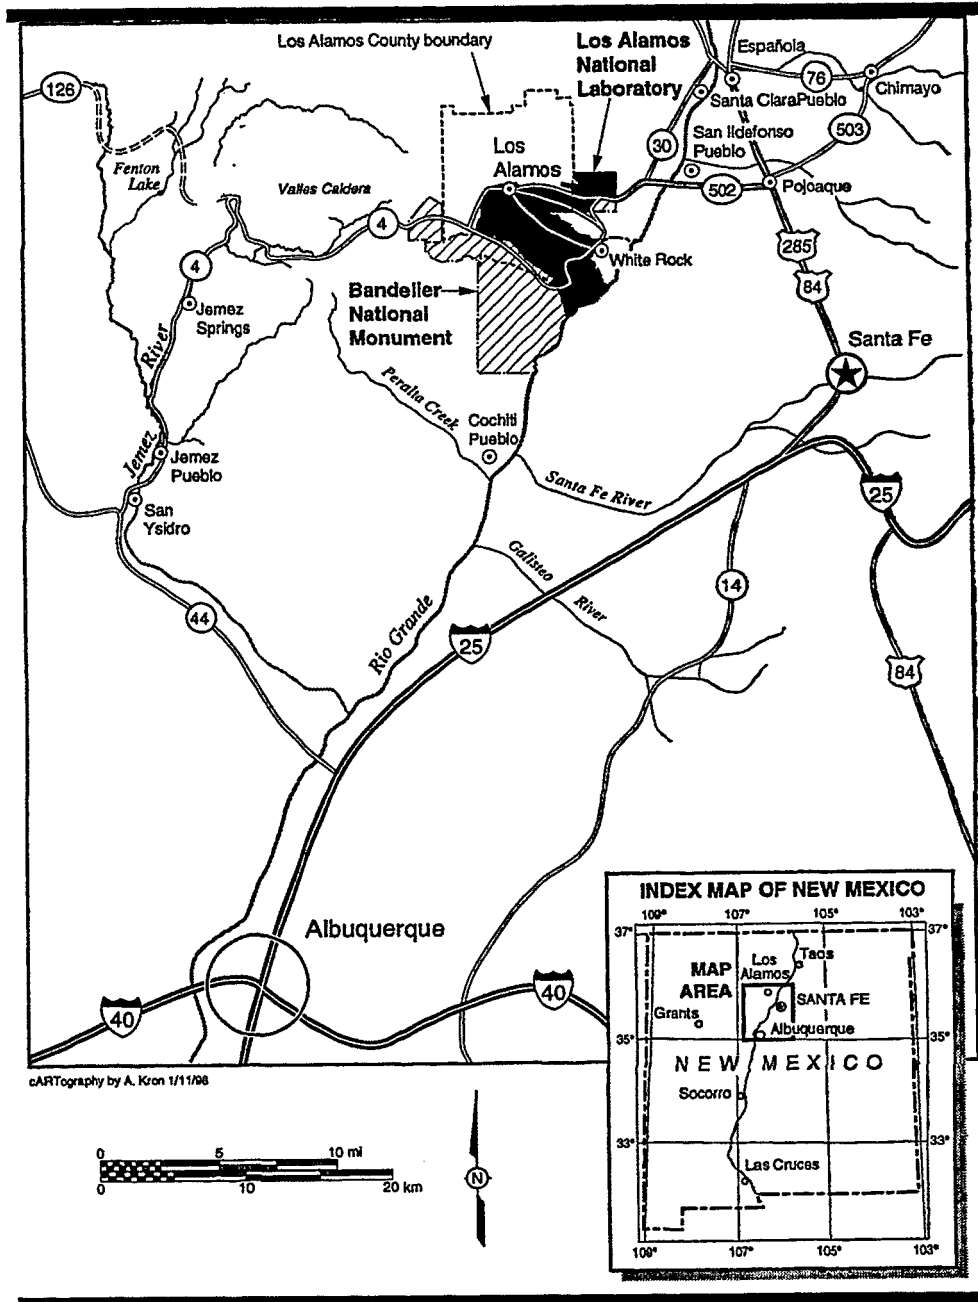 Los Alamos County boundary
Los Alamos
National
Laboratory
Española
126
76
Chimayo
Santa ClaraPueblo
San Ildefonso
Pueblo
503
30
Los
Alamos
Fenton
Lake
Valles Caldera
502
Pojoaque
4
285
White Rock
4
84
Bandelier
National
Monument
Jemez
Springs
Santa Fe
River
Peralta Creek
Cochiti
Pueblo
Jemez
Jemez
Pueblo
Santa Fe River
25
San
Ysidro
Galisteo
River
14
44
Rio Grande
25
84
Albuquerque
40
40
cARTography by A. Kron 1/11/96
0 5 10 mi
0 10 20 km
N
INDEX MAP OF NEW MEXICO
109° 107° 105° 103°
37° 37°
Taos
Los
Alamos
MAP
AREA
SANTA FE
Grants
Albuquerque
35° 35°
NEW MEXICO
Socorro
33° 33°
Las Cruces
109° 107° 105° 103°